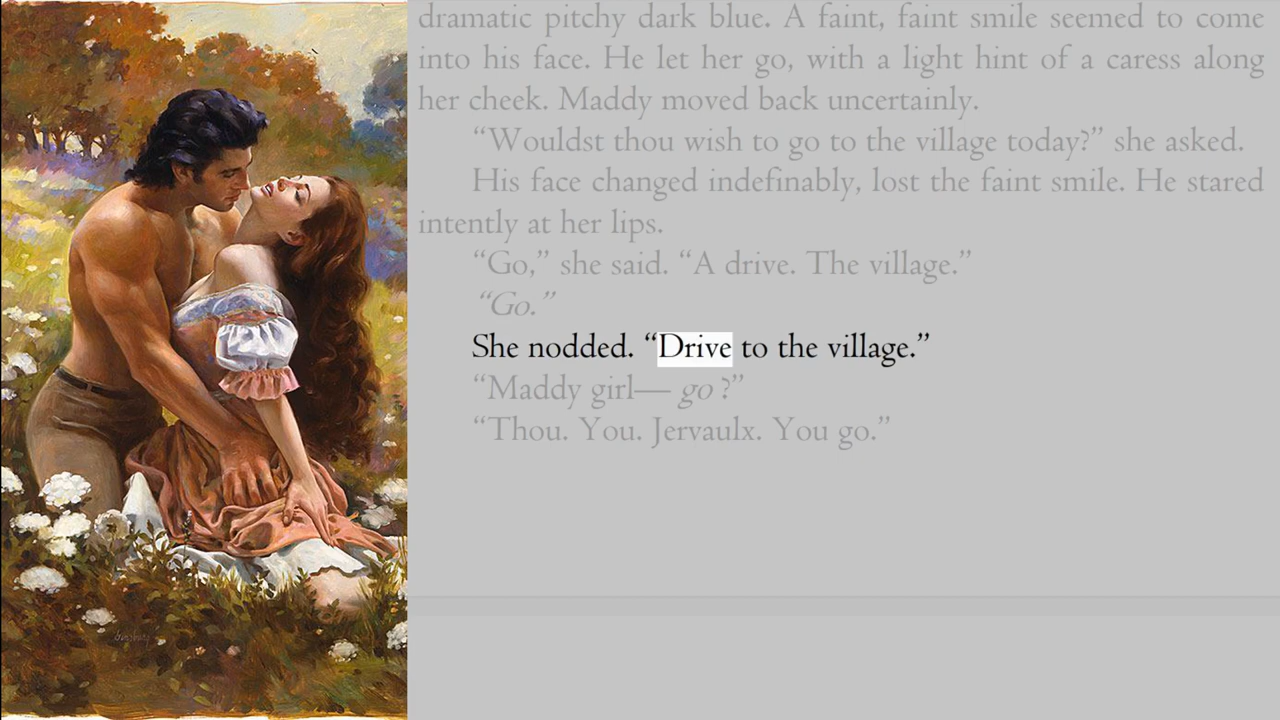 dramatic pitchy dark blue. A faint, faint smile seemed to come
into his face. He let her go, with a light hint of a caress along
her cheek. Maddy moved back uncertainly.
“Wouldst thou wish to go to the village today?” she asked.
His face changed indefinably, lost the faint smile. He stared
intently at her lips.
“Go,” she said. “A drive. The village.”
“Go.”
She nodded. “Drive to the village.”
“Maddy girl— go ?”
“Thou. You. Jervaulx. You go.”